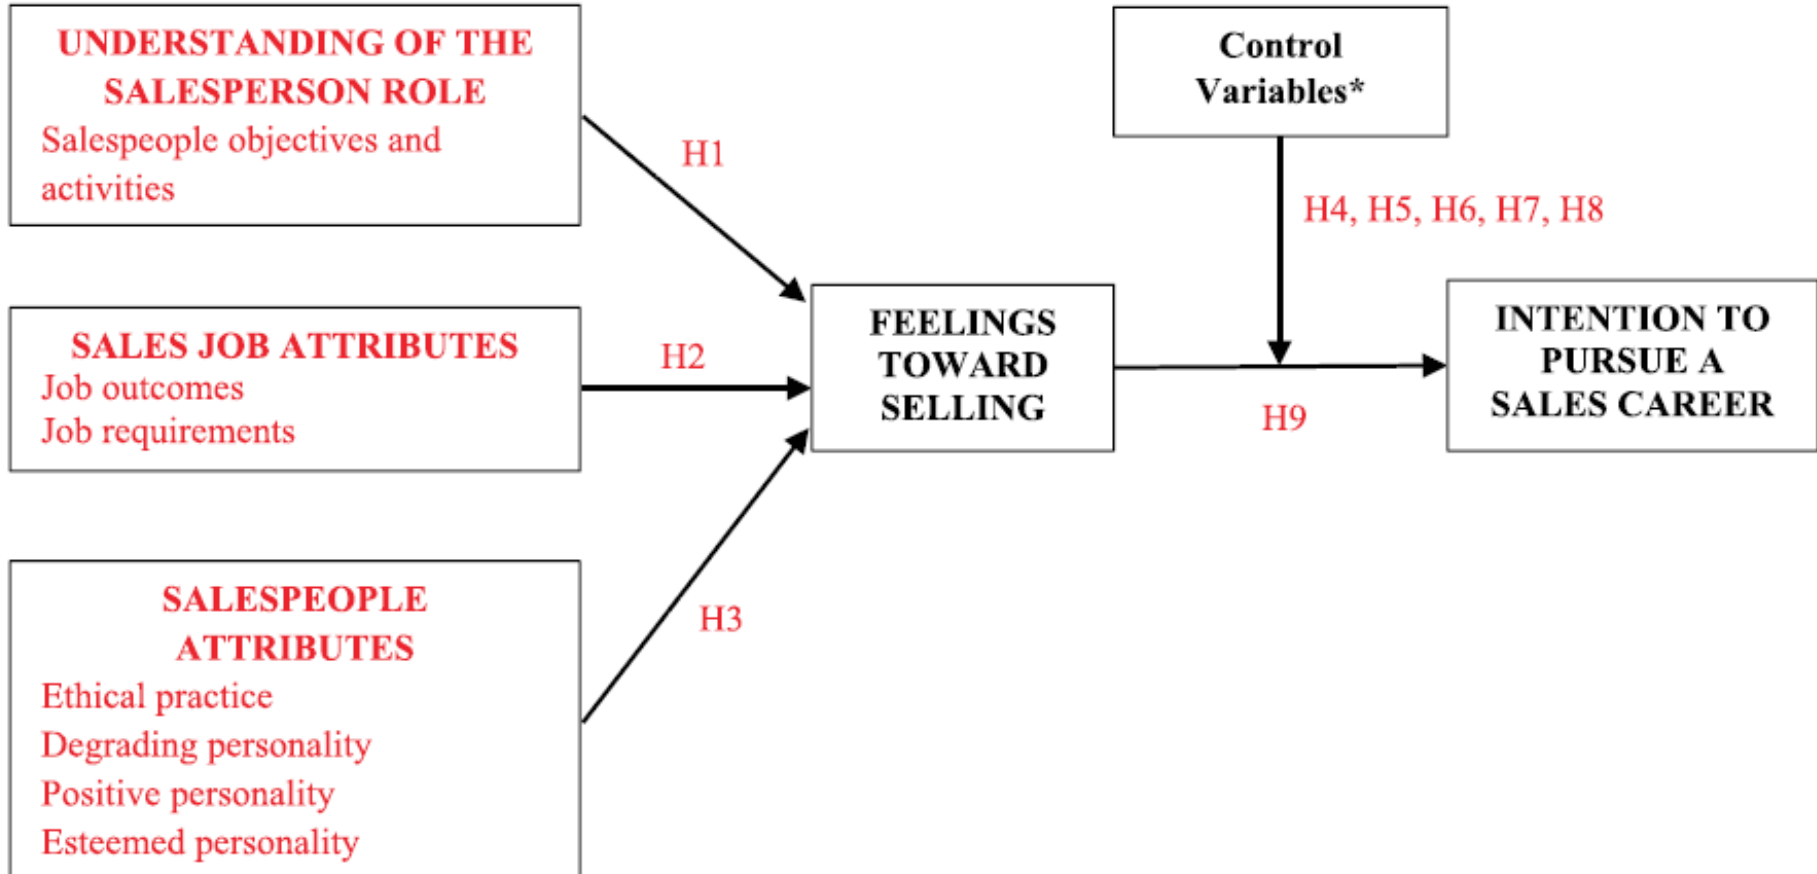 UNDERSTANDING OF THE
SALESPERSON ROLE
Salespeople objectives and
activities
H1
SALES JOB ATTRIBUTES
Job outcomes
Job requirements
H2
SALESPEOPLE
ATTRIBUTES
Ethical practice
Degrading personality
Positive personality
Esteemed personality
H3
FEELINGS
TOWARD
SELLING
Control
Variables*
H4, H5, H6, H7, H8
H9
INTENTION TO
PURSUE A
SALES CAREER